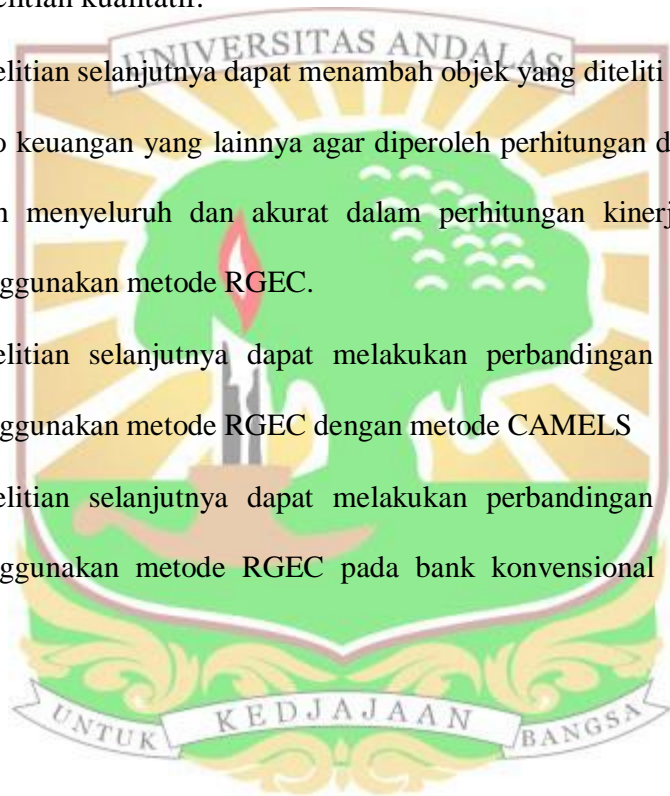 elitian kualitatif.
UNIVERSITAS ANDALAS
elitian selanjutnya dapat menambah objek yang diteliti
o keuangan yang lainnya agar diperoleh perhitungan d
h menyeluruh dan akurat dalam perhitungan kinerj
ggunakan metode RGEC.
elitian selanjutnya dapat melakukan perbandingan
ggunakan metode RGEC dengan metode CAMELS
elitian selanjutnya dapat melakukan perbandingan
ggunakan metode RGEC pada bank konvensional
UNTUK KEDJAJAAN BANGSA